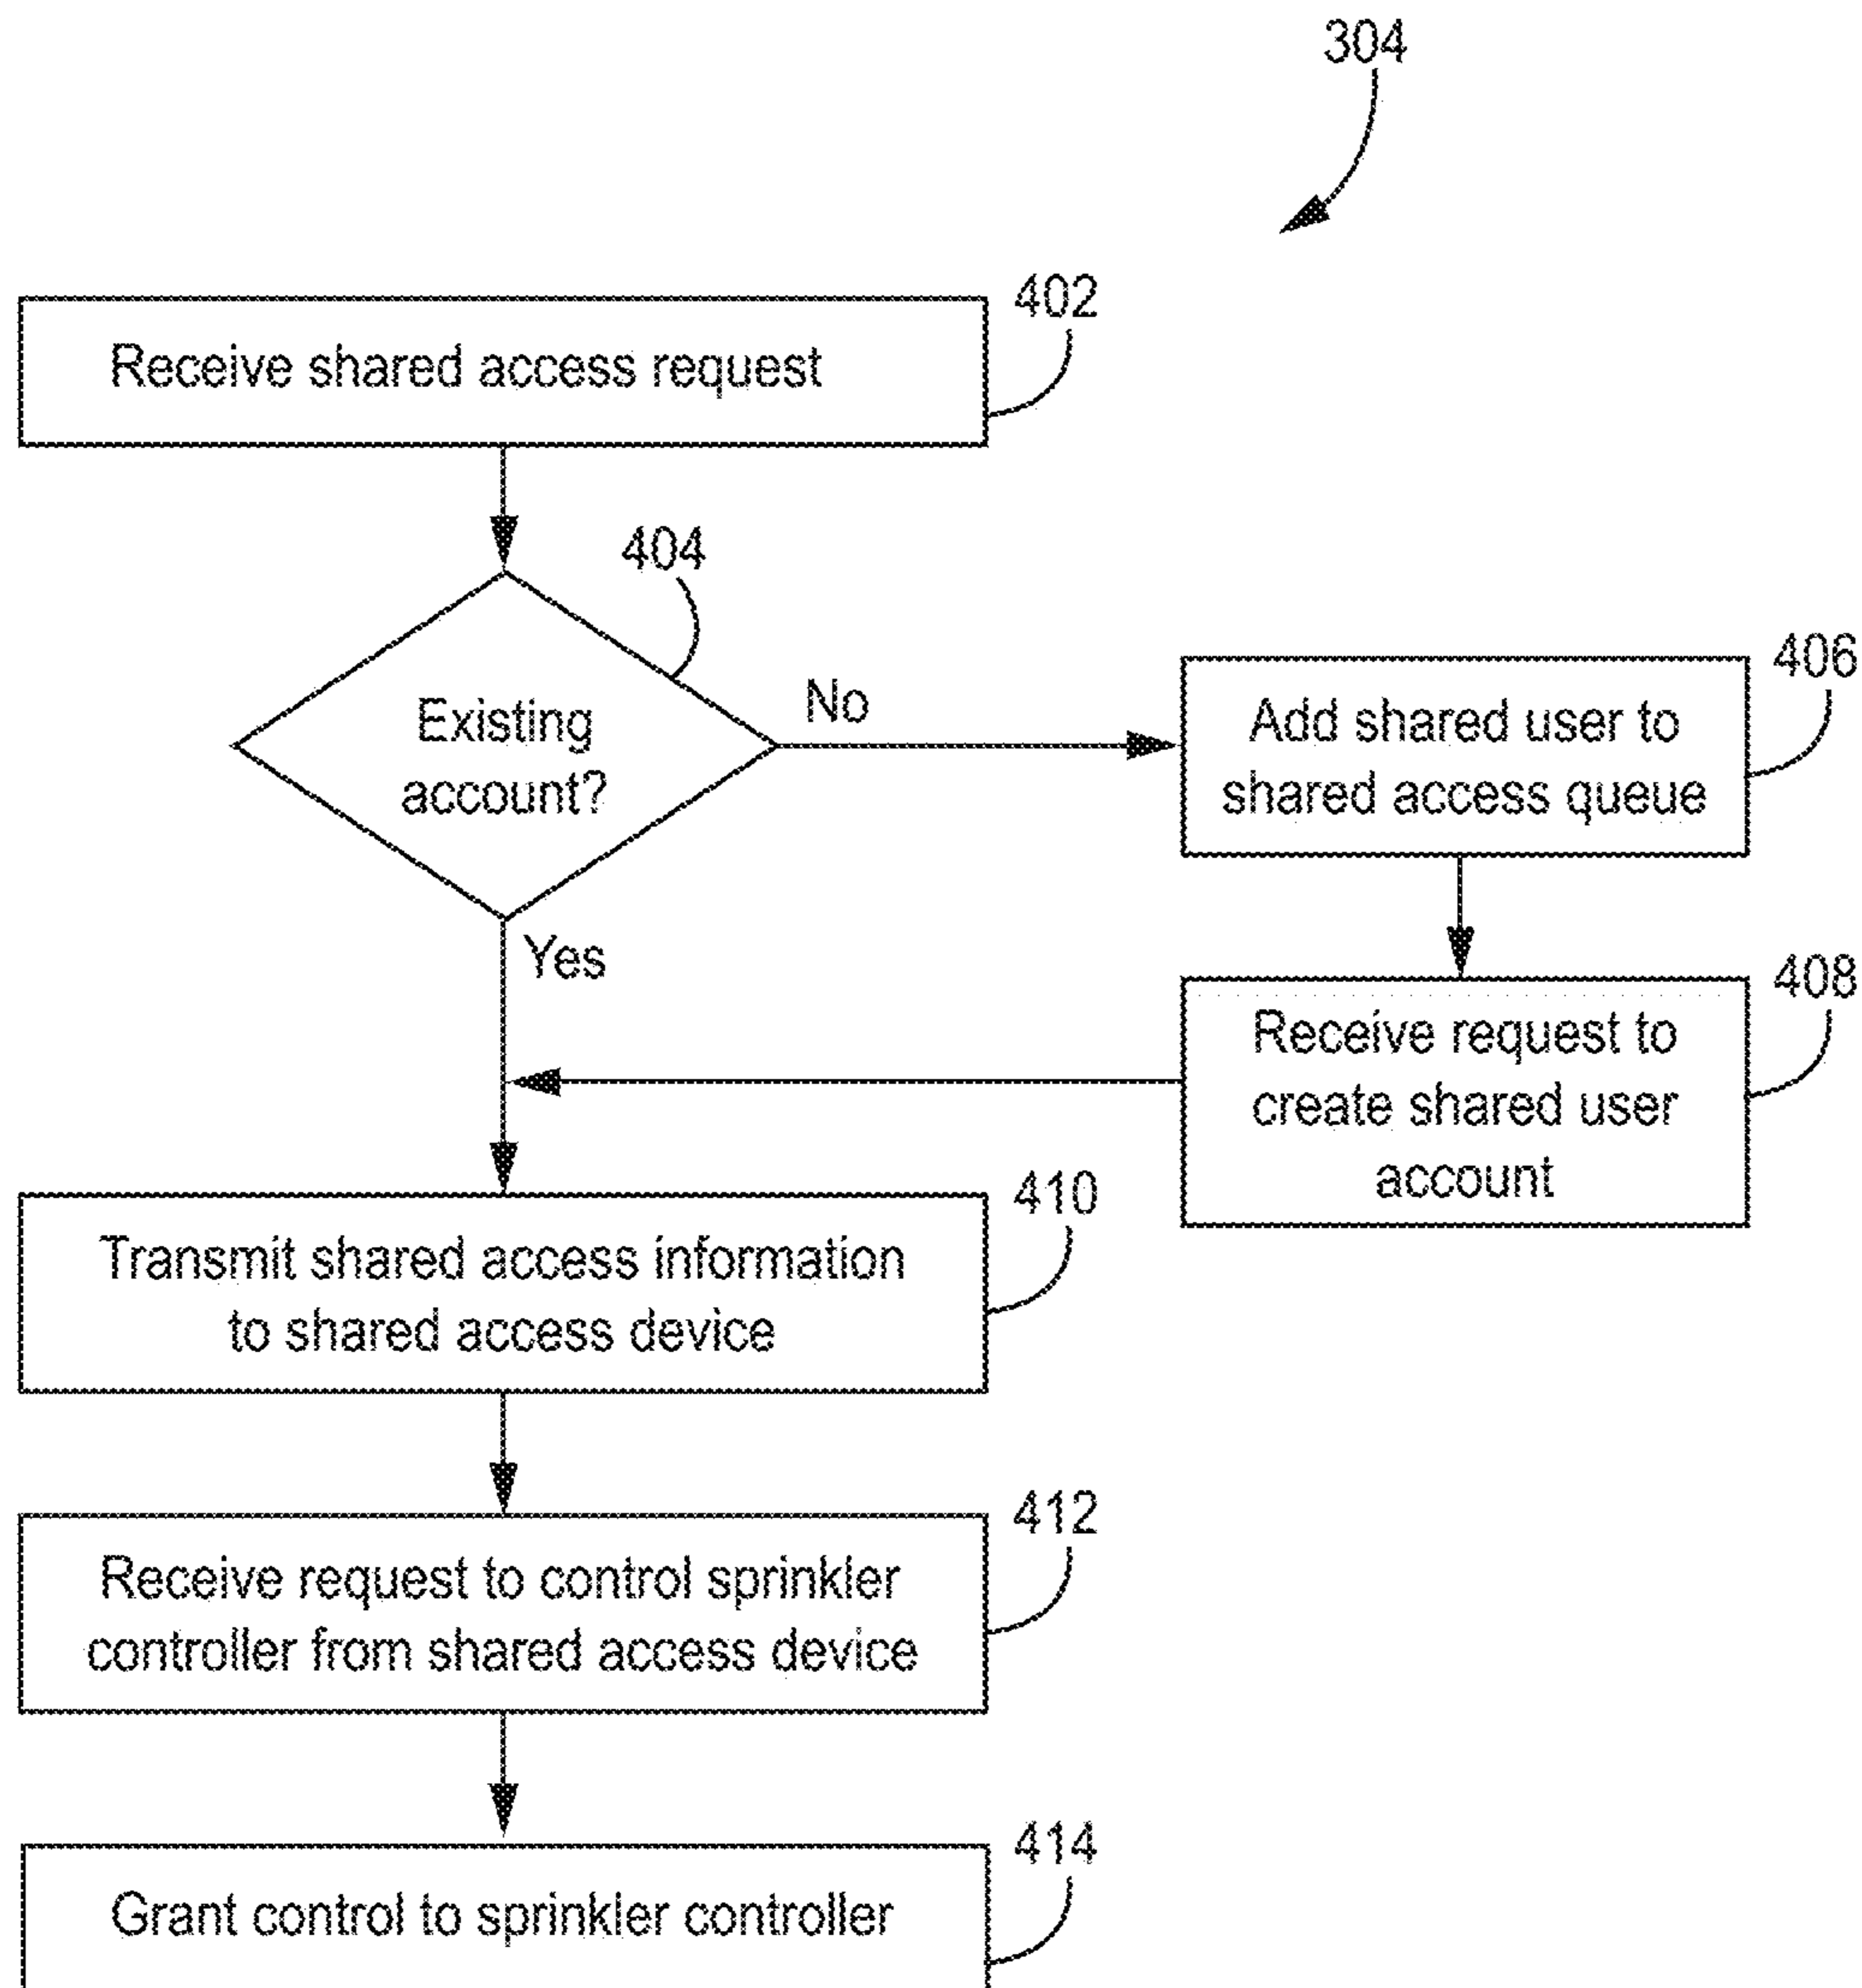 304
402
Receive shared access request
404
Existing
account?
No
406
Add shared user to
shared access queue
Yes
408
Receive request to
create shared user
account
410
Transmit shared access information
to shared access device
412
Receive request to control sprinkler
controller from shared access device
414
Grant control to sprinkler controller